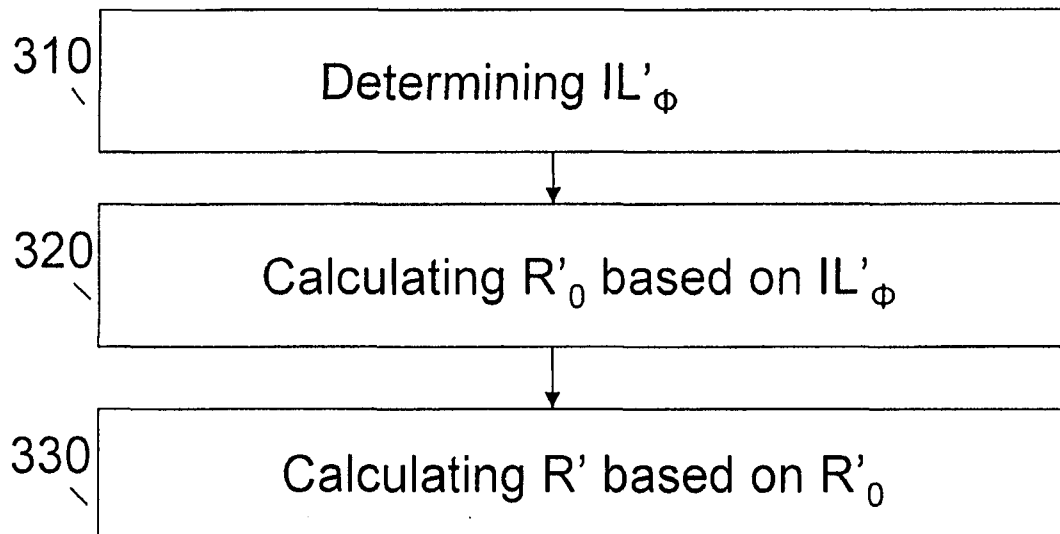 310
Determining IL’Φ
320
Calculating R’0 based on IL’Φ
330
Calculating R’ based on R’0